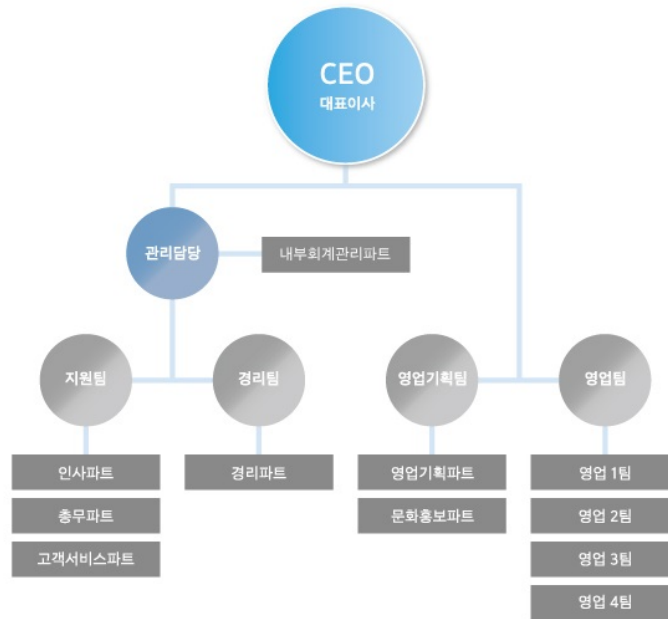 CEO
대표이사
관리담당
내부회계관리파트
지원팀
경리팀
영업기획팀
영업팀
인사파트
경리파트
영업기획파트
영업 1팀
총무파트
문화홍보파트
영업 2팀
고객서비스파트
영업 3팀
영업 4팀